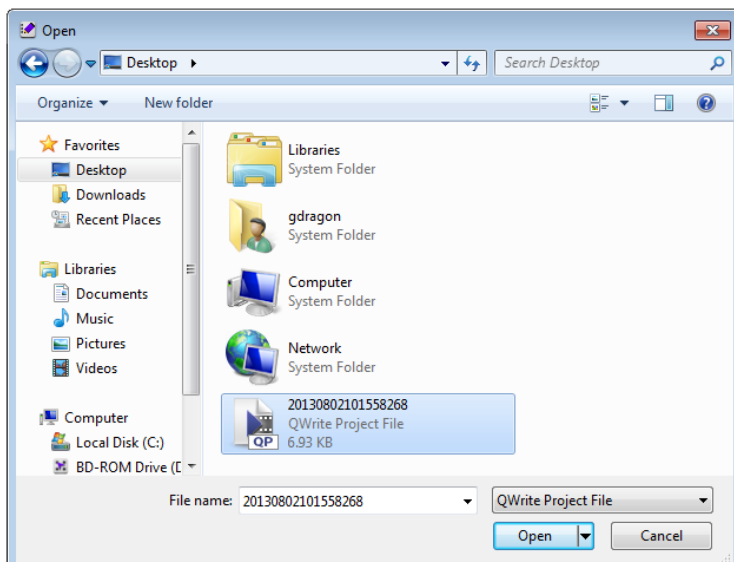 Open
Desktop
Search Desktop
Organize
New folder
Favorites
Desktop
Downloads
Recent Places
Libraries
Documents
Music
Pictures
Videos
Computer
Local Disk (C:)
BD-ROM Drive (
Libraries
System Folder
gdragon
System Folder
Computer
System Folder
Network
System Folder
20130802101558268
QWrite Project File
6.93 KB
QP
File name:
20130802101558268
QWrite Project File
Open
Cancel